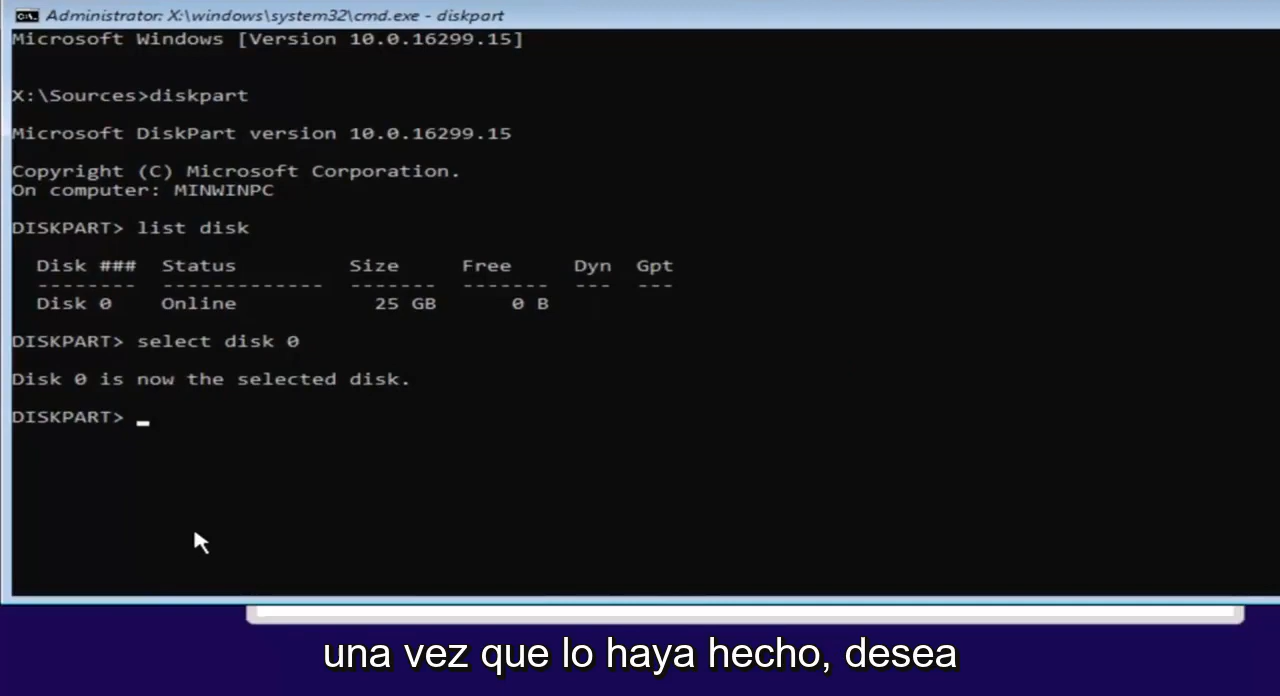 Administrator: X:\windows\system32\cmd.exe - diskpart
Microsoft Windows [Version 10.0.16299.15]
X:\Sources>diskpart
Microsoft DiskPart version 10.0.16299.15
Copyright (C) Microsoft Corporation.
On computer: MINWINPC
DISKPART> list disk
Disk ### Status Size Free Dyn Gpt
-------- ------------- ------- ------- --- ---
Disk 0 Online 25 GB 0 B
DISKPART> select disk 0
Disk 0 is now the selected disk.
DISKPART> _
una vez que lo haya hecho, desea